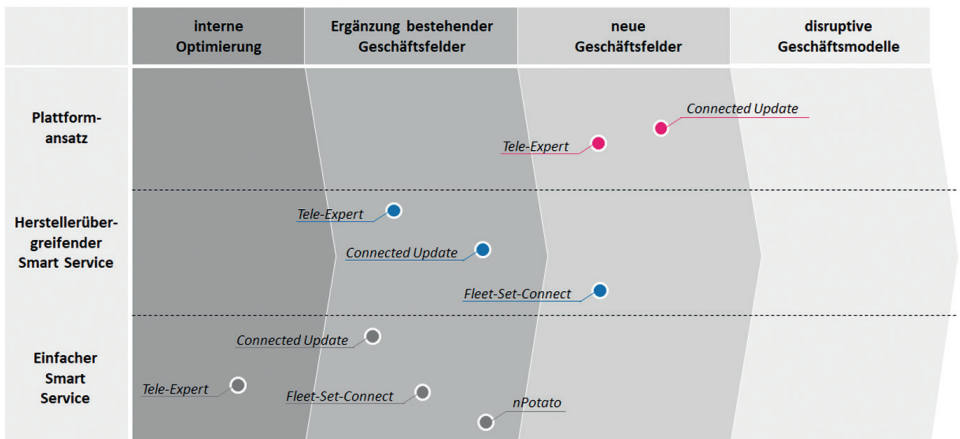 interne
Optimierung
Ergänzung bestehender
Geschäftsfelder
neue
Geschäftsfelder
disruptive
Geschäftsmodelle
Plattform-
ansatz
Connected Update
Tele-Expert
Herstellerüber-
greifender
Smart Service
Tele-Expert
Connected Update
Fleet-Set-Connect
Einfacher
Smart
Service
Connected Update
Tele-Expert
Fleet-Set-Connect
nPotato